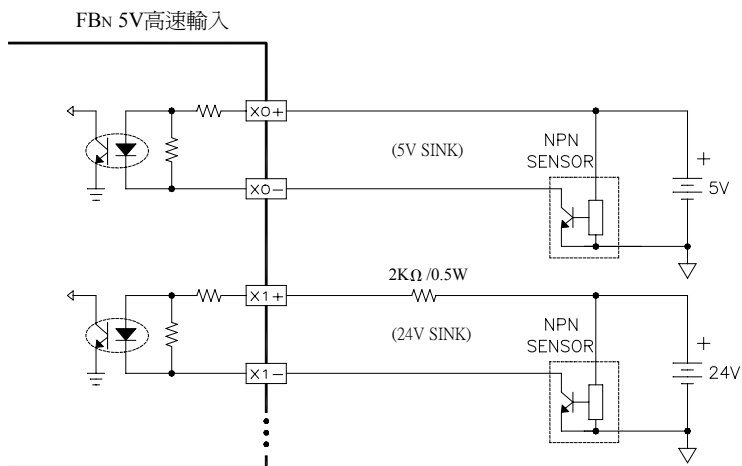 FBN 5V高速輸入
X0+
(5V SINK)
NPN
SENSOR
+
5V
X0-
2KΩ /0.5W
X1+
(24V SINK)
NPN
SENSOR
+
24V
X1-